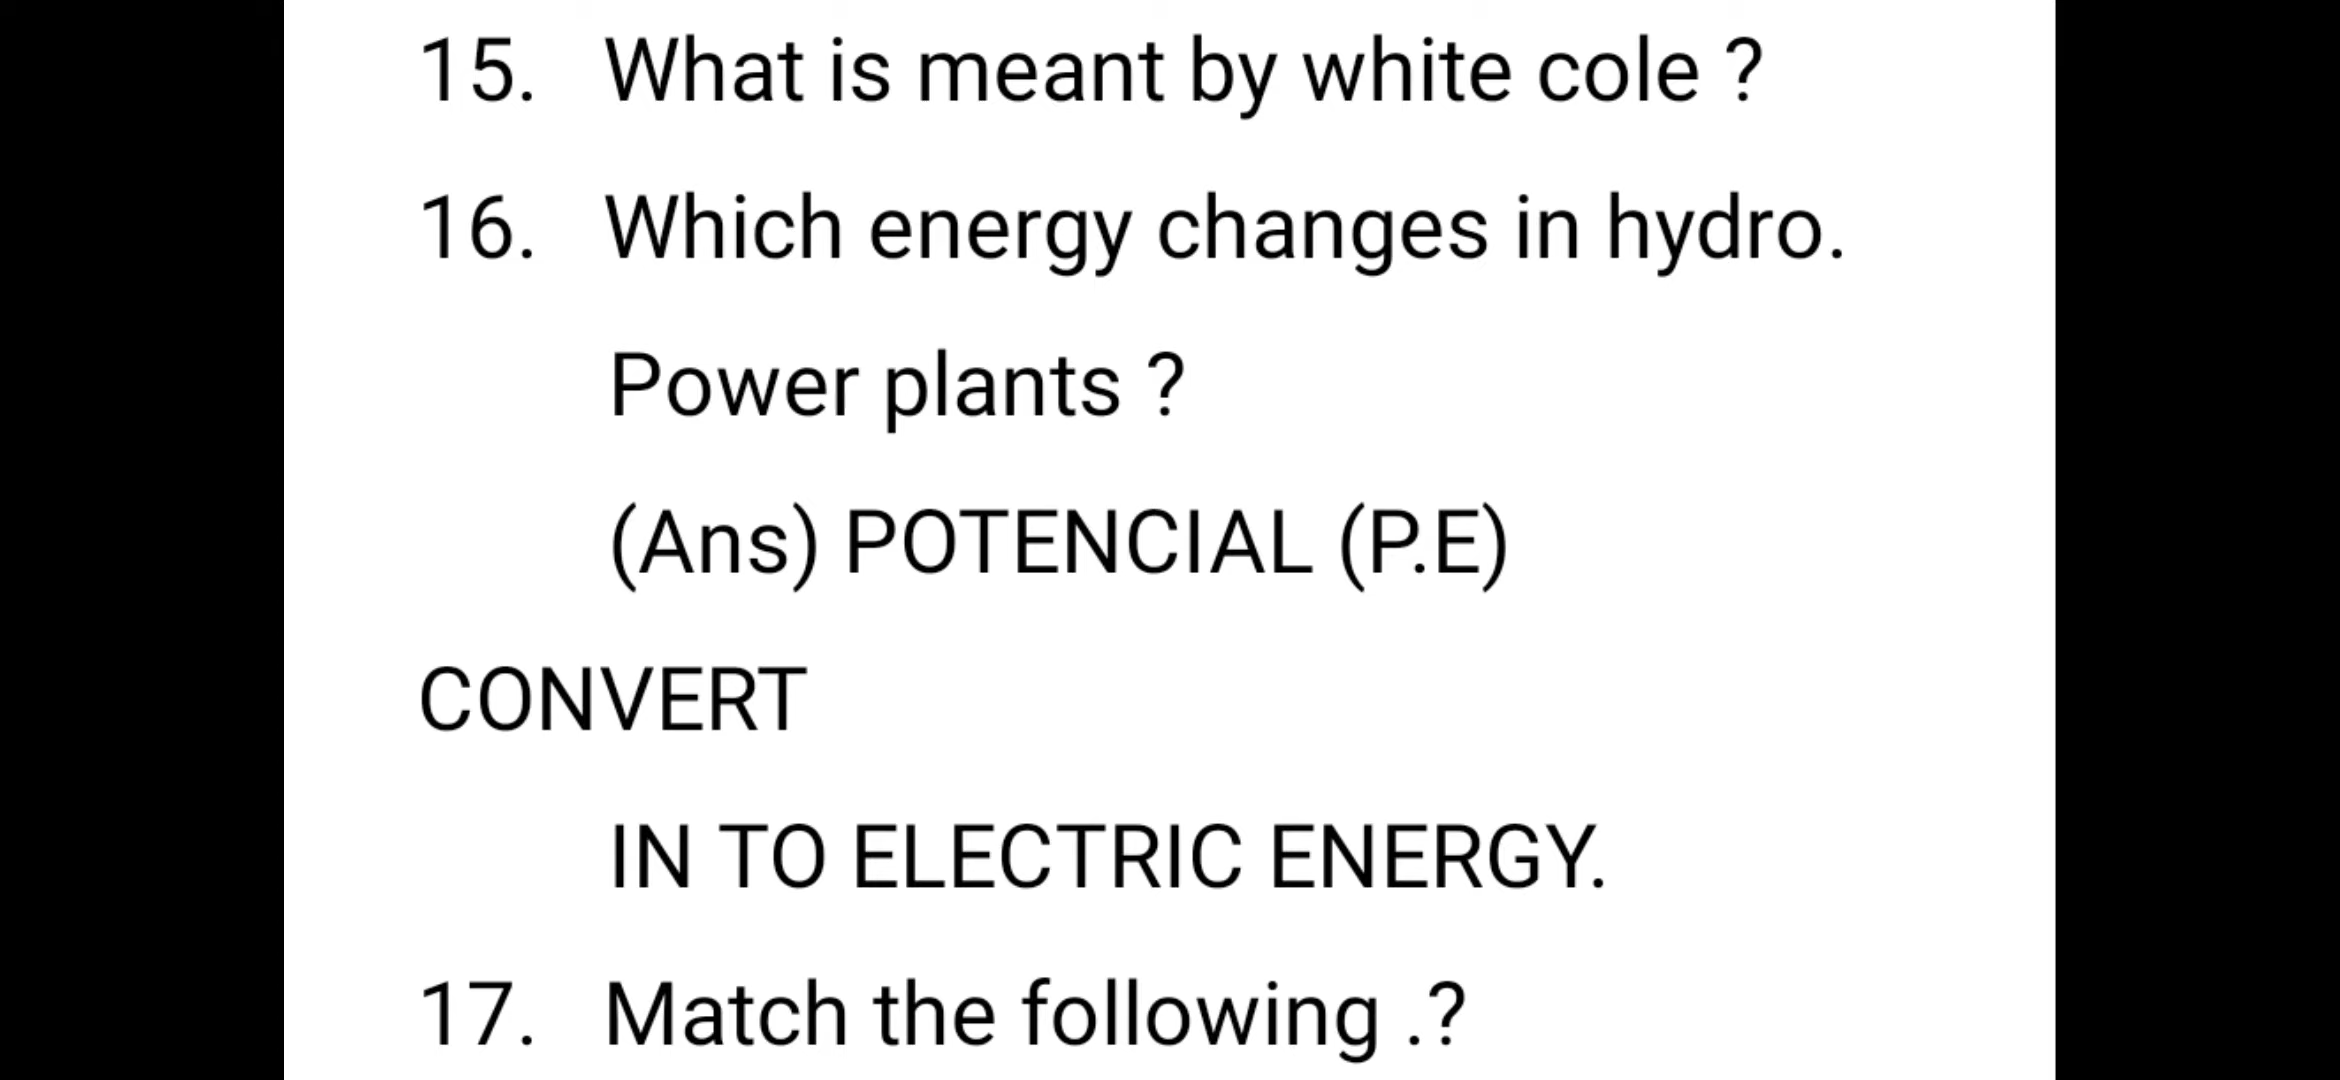 15. What is meant by white cole ?
16. Which energy changes in hydro.
Power plants ?
(Ans) POTENCIAL (P.E)
CONVERT
IN TO ELECTRIC ENERGY.
17. Match the following .?